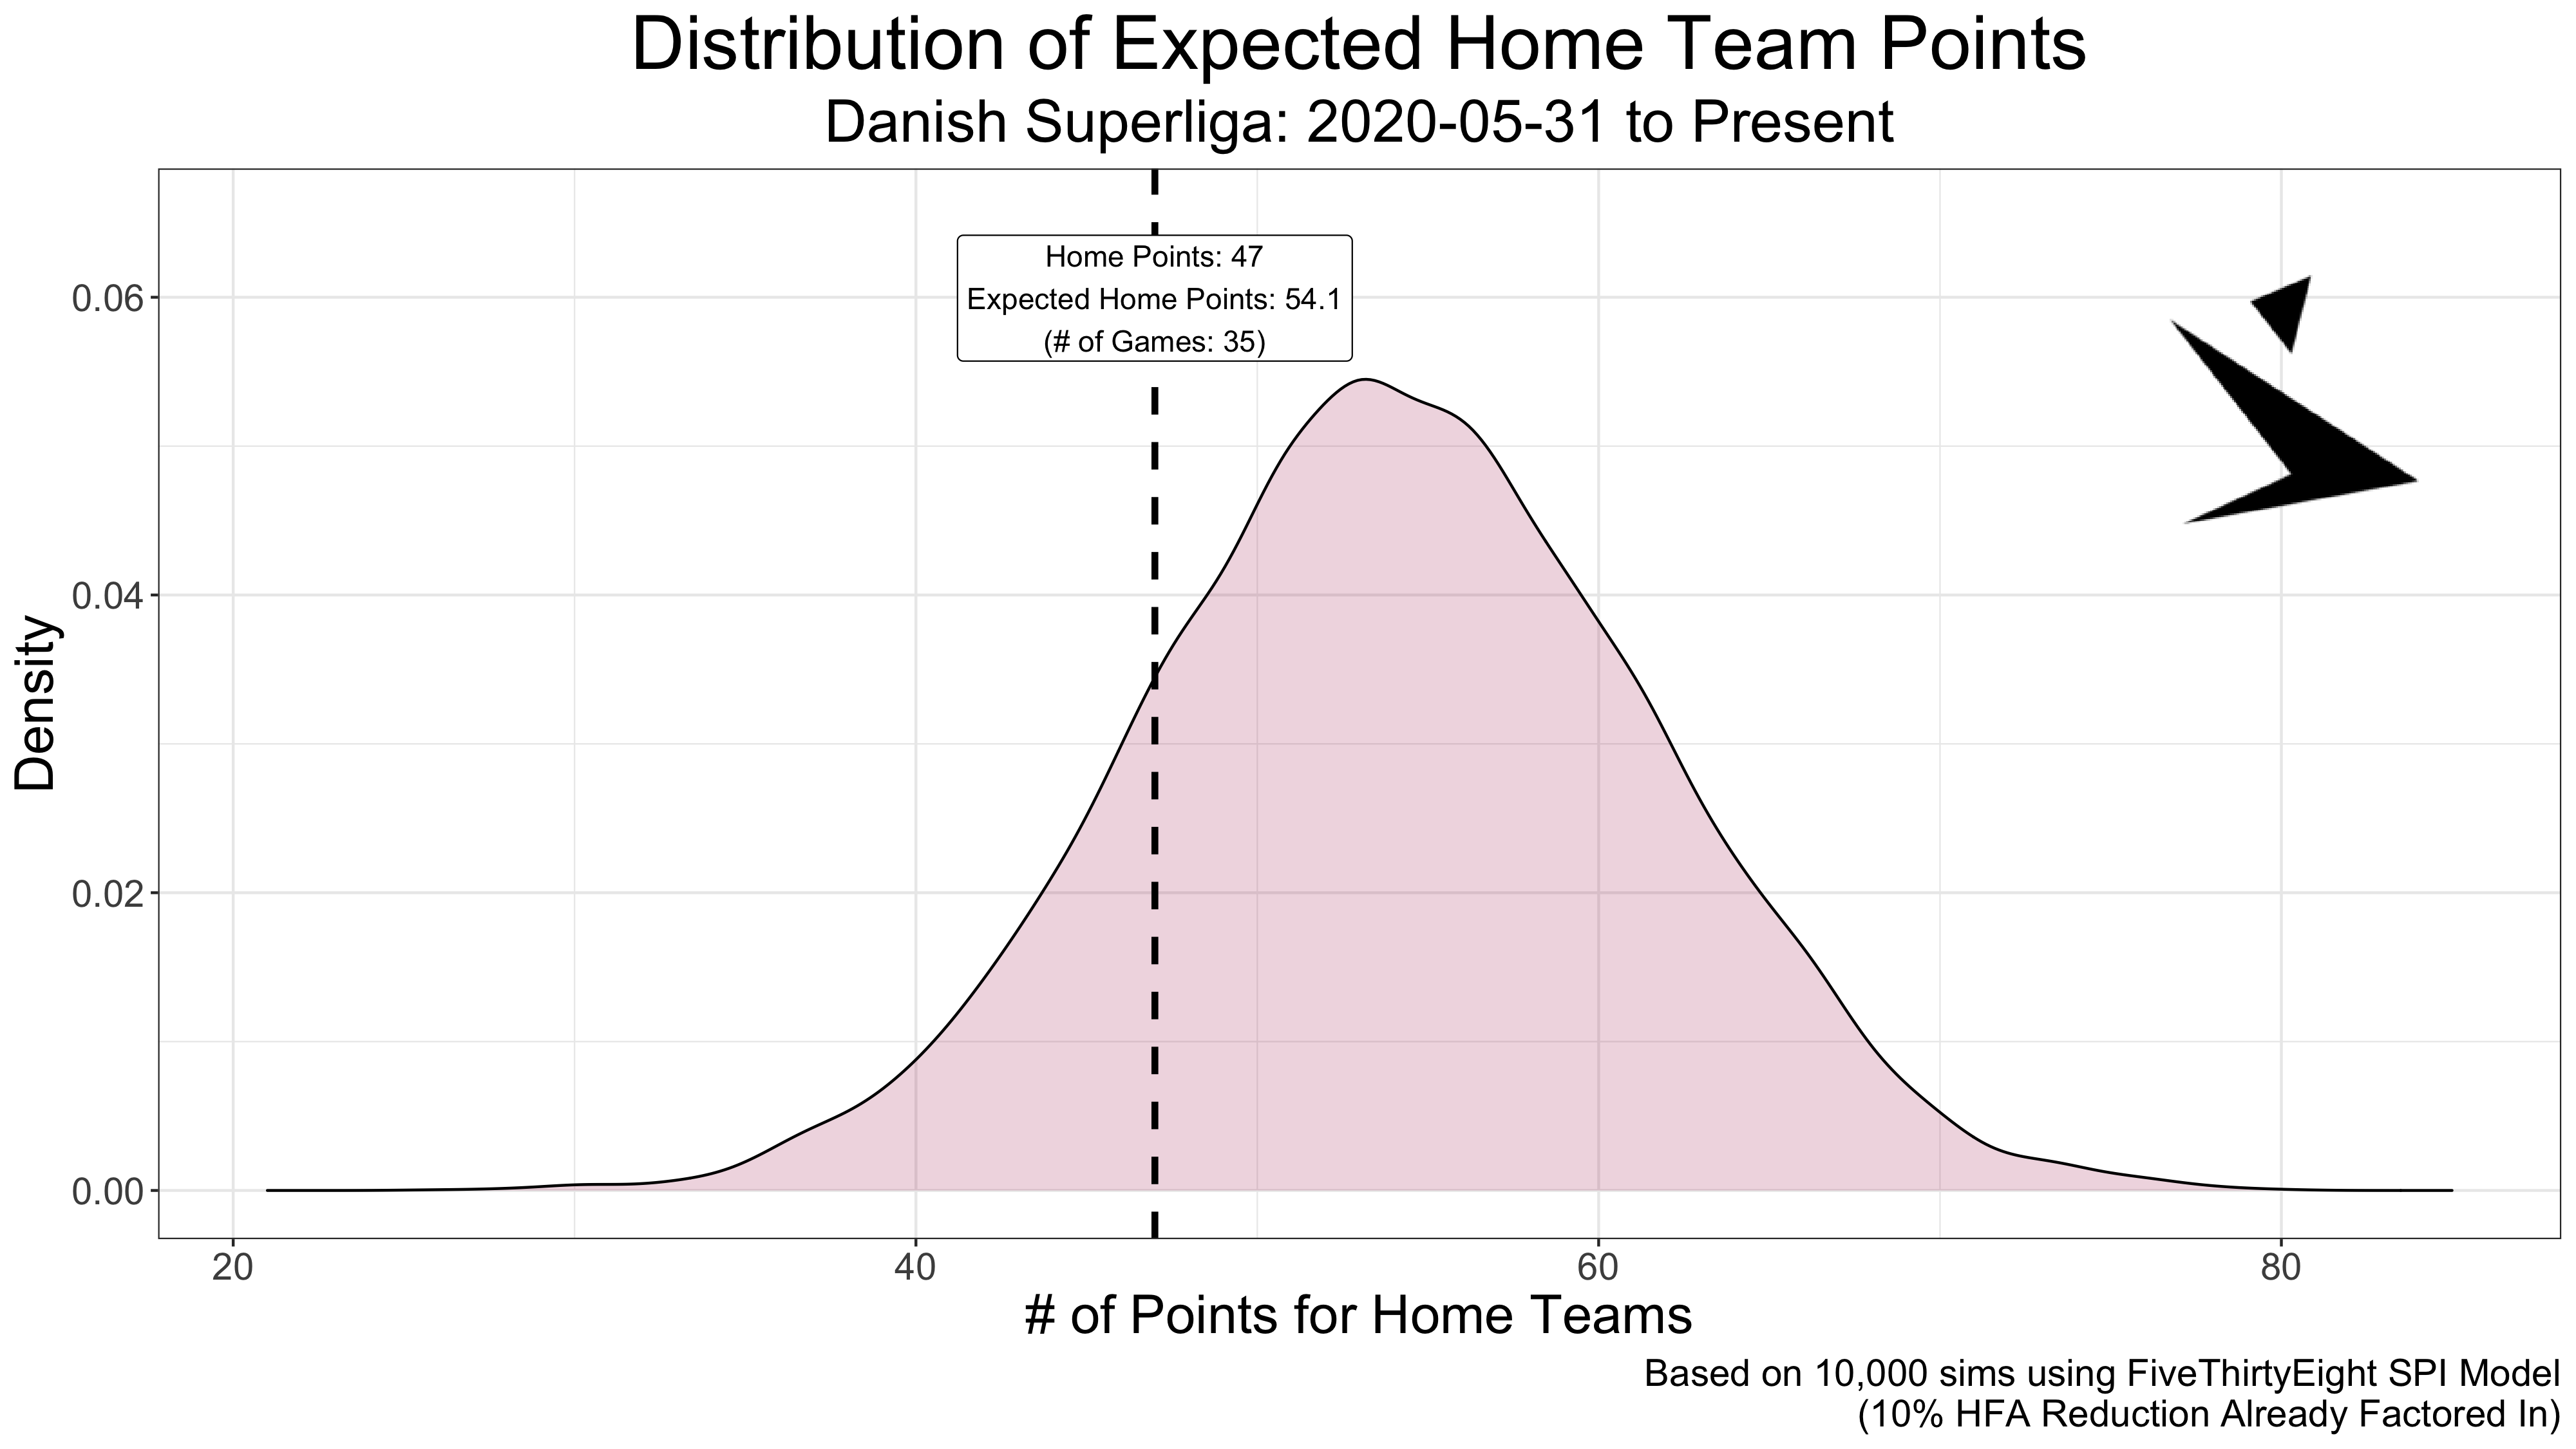 Distribution of Expected Home Team Points
Danish Superliga: 2020-05-31 to Present
Home Points: 47
Expected Home Points: 54.1
(# of Games: 35)
0.06
0.04
0.02
0.00
Density
20 40 60 80
# of Points for Home Teams
Based on 10,000 sims using FiveThirtyEight SPI Model
(10% HFA Reduction Already Factored In)